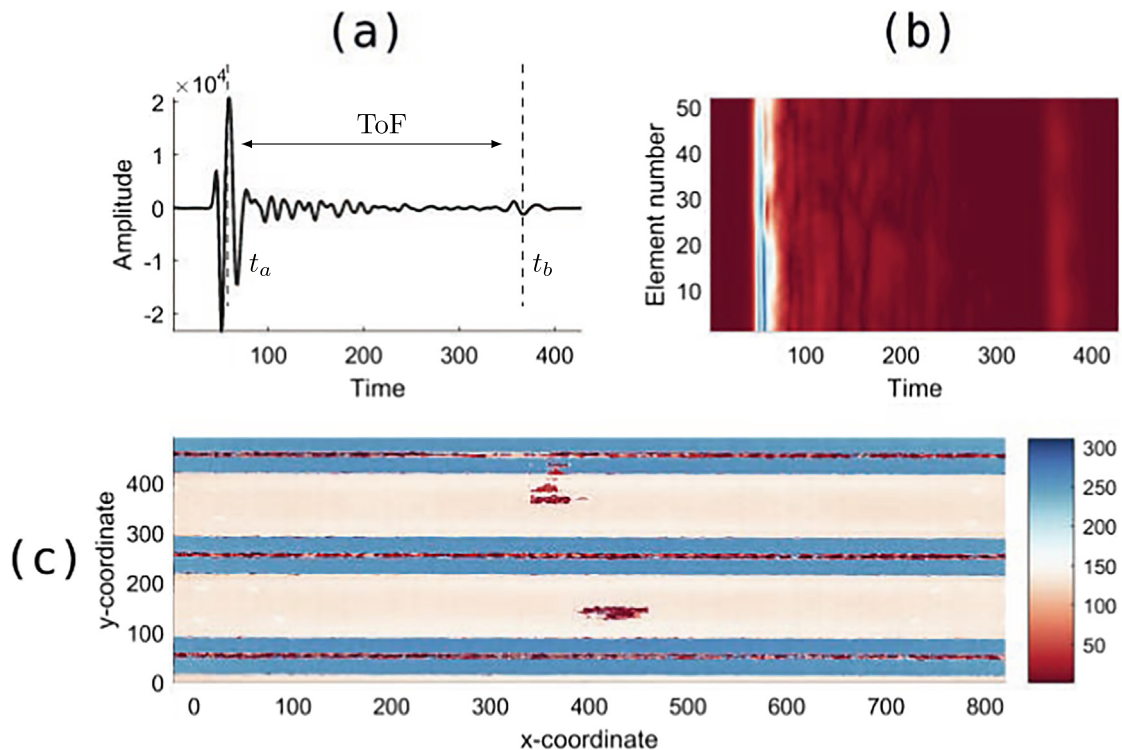 (a)
× 10⁴
2
1
0
-1
-2
Amplitude
ToF
tₐ
t_b
100 200 300 400
Time
(b)
50
40
30
20
10
Element number
100 200 300 400
Time
(c)
400
300
200
100
0
y-coordinate
0 100 200 300 400 500 600 700 800
x-coordinate
300
250
200
150
100
50